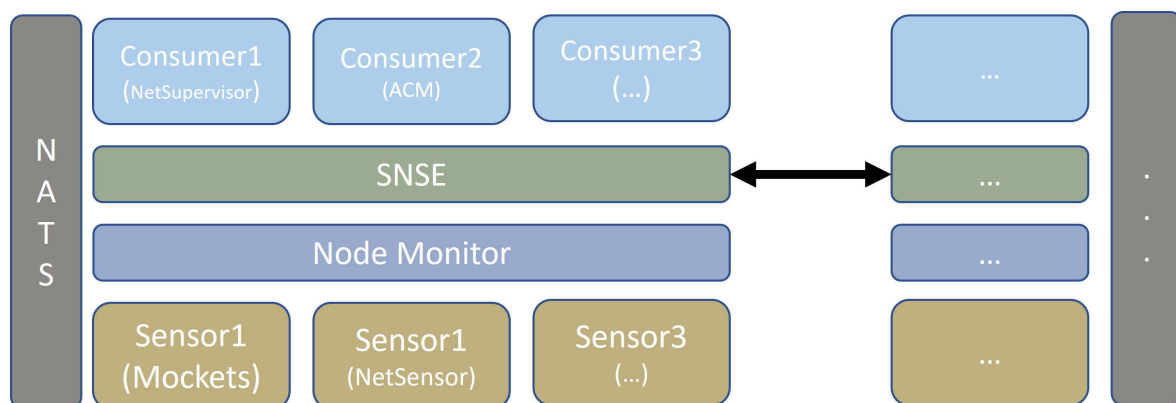 N
A
T
S
Consumer1
(NetSupervisor)
Consumer2
(ACM)
Consumer3
(...)
...
SNSE
...
Node Monitor
...
Sensor1
(Mockets)
Sensor1
(NetSensor)
Sensor3
(...)
...
.
.
.